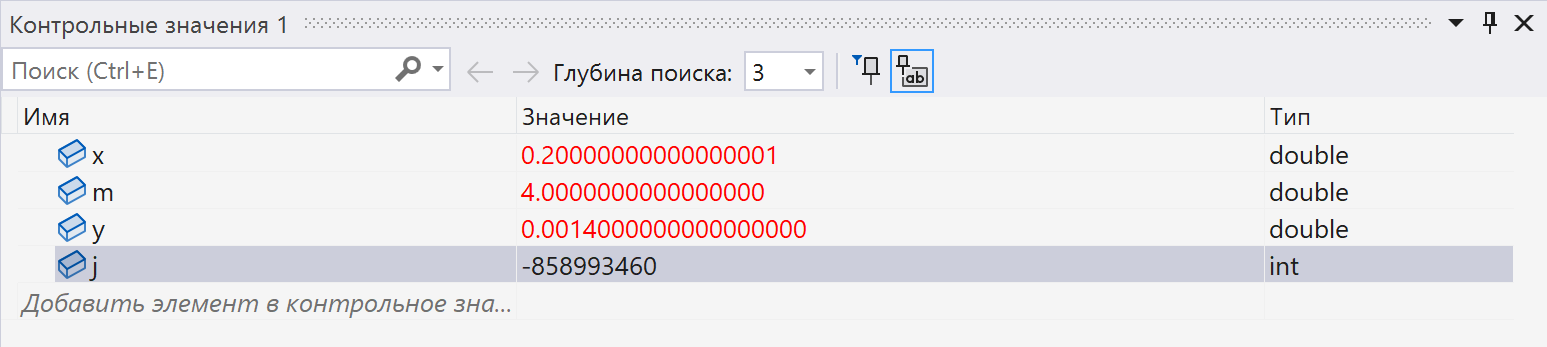 Контрольные значения 1
Поиск (Ctrl+E) Глубина поиска: 3 ab
Имя Значение Тип
x 0.20000000000000001 double
m 4.0000000000000000 double
y 0.0014000000000000000 double
j -858993460 int
Добавить элемент в контрольное зна...